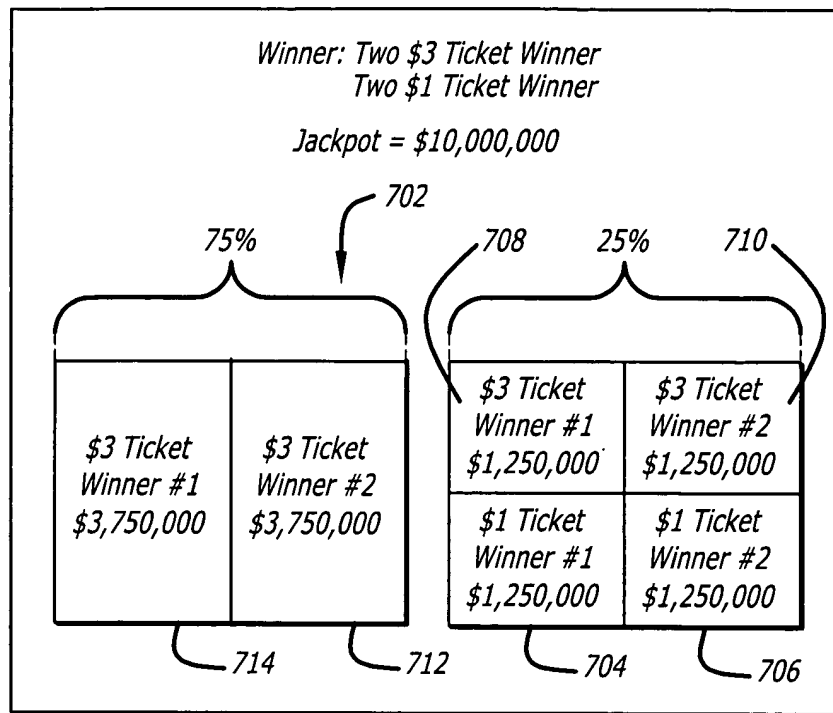 Winner: Two $3 Ticket Winner
Two $1 Ticket Winner
Jackpot = $10,000,000
702
75%
708
25%
710
$3 Ticket
Winner #1
$3,750,000
$3 Ticket
Winner #2
$3,750,000
$3 Ticket
Winner #1
$1,250,000
$3 Ticket
Winner #2
$1,250,000
$1 Ticket
Winner #1
$1,250,000
$1 Ticket
Winner #2
$1,250,000
714
712
704
706